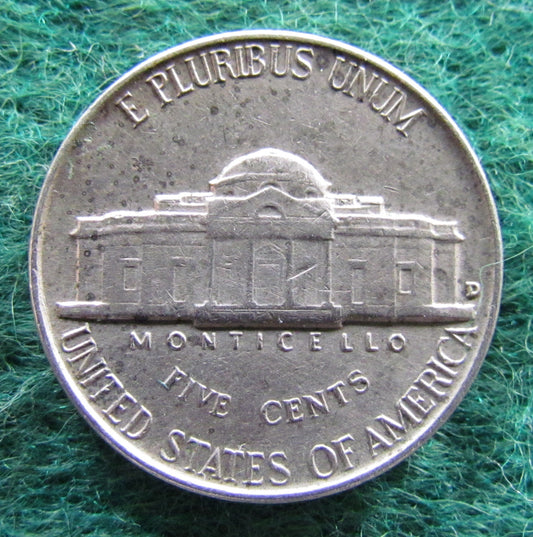 E PLURIBUS UNUM
D
MONTICELLO
FIVE CENTS
UNITED STATES OF AMERICA